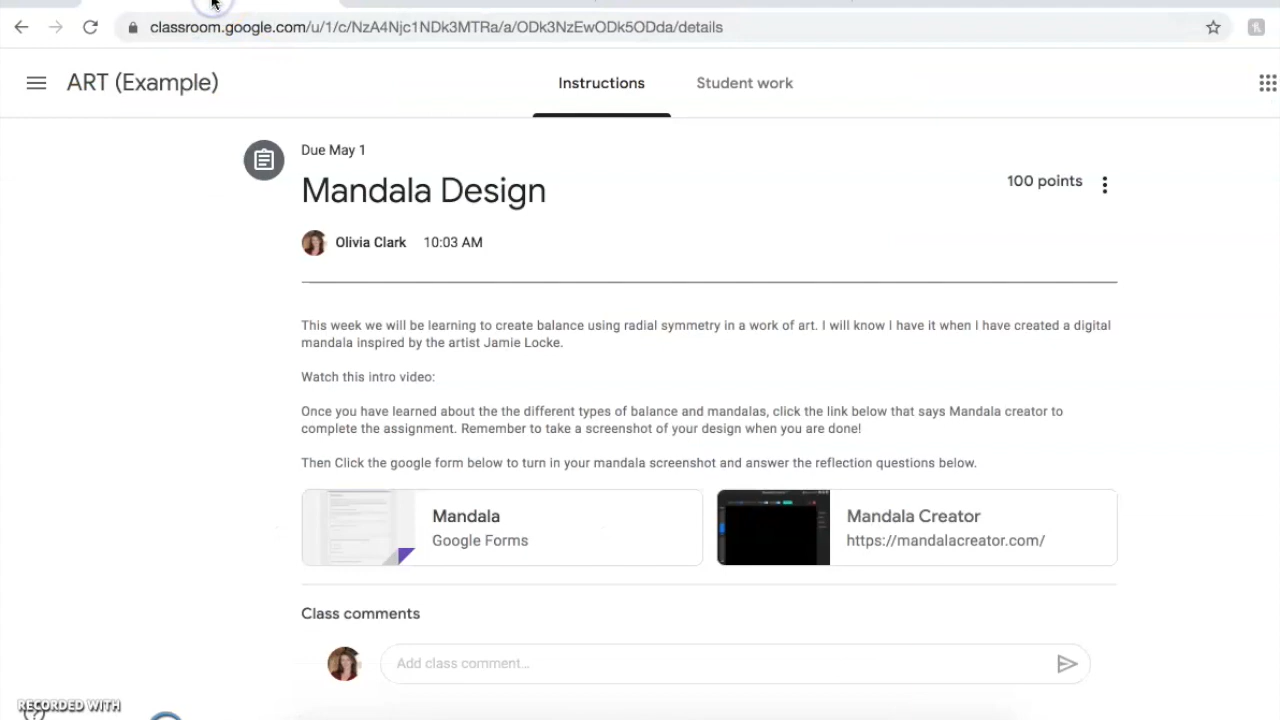 classroom.google.com/u/1/c/NzA4Njc1NDk3MTRa/a/ODk3NzEwODk5ODda/details
ART (Example)
Instructions
Student work
Due May 1
Mandala Design
100 points
Olivia Clark 10:03 AM
This week we will be learning to create balance using radial symmetry in a work of art. I will know I have it when I have created a digital
mandala inspired by the artist Jamie Locke.
Watch this intro video:
Once you have learned about the the different types of balance and mandalas, click the link below that says Mandala creator to
complete the assignment. Remember to take a screenshot of your design when you are done!
Then Click the google form below to turn in your mandala screenshot and answer the reflection questions below.
Mandala
Google Forms
Mandala Creator
https://mandalacreator.com/
Class comments
Add class comment...
RECORDED WITH